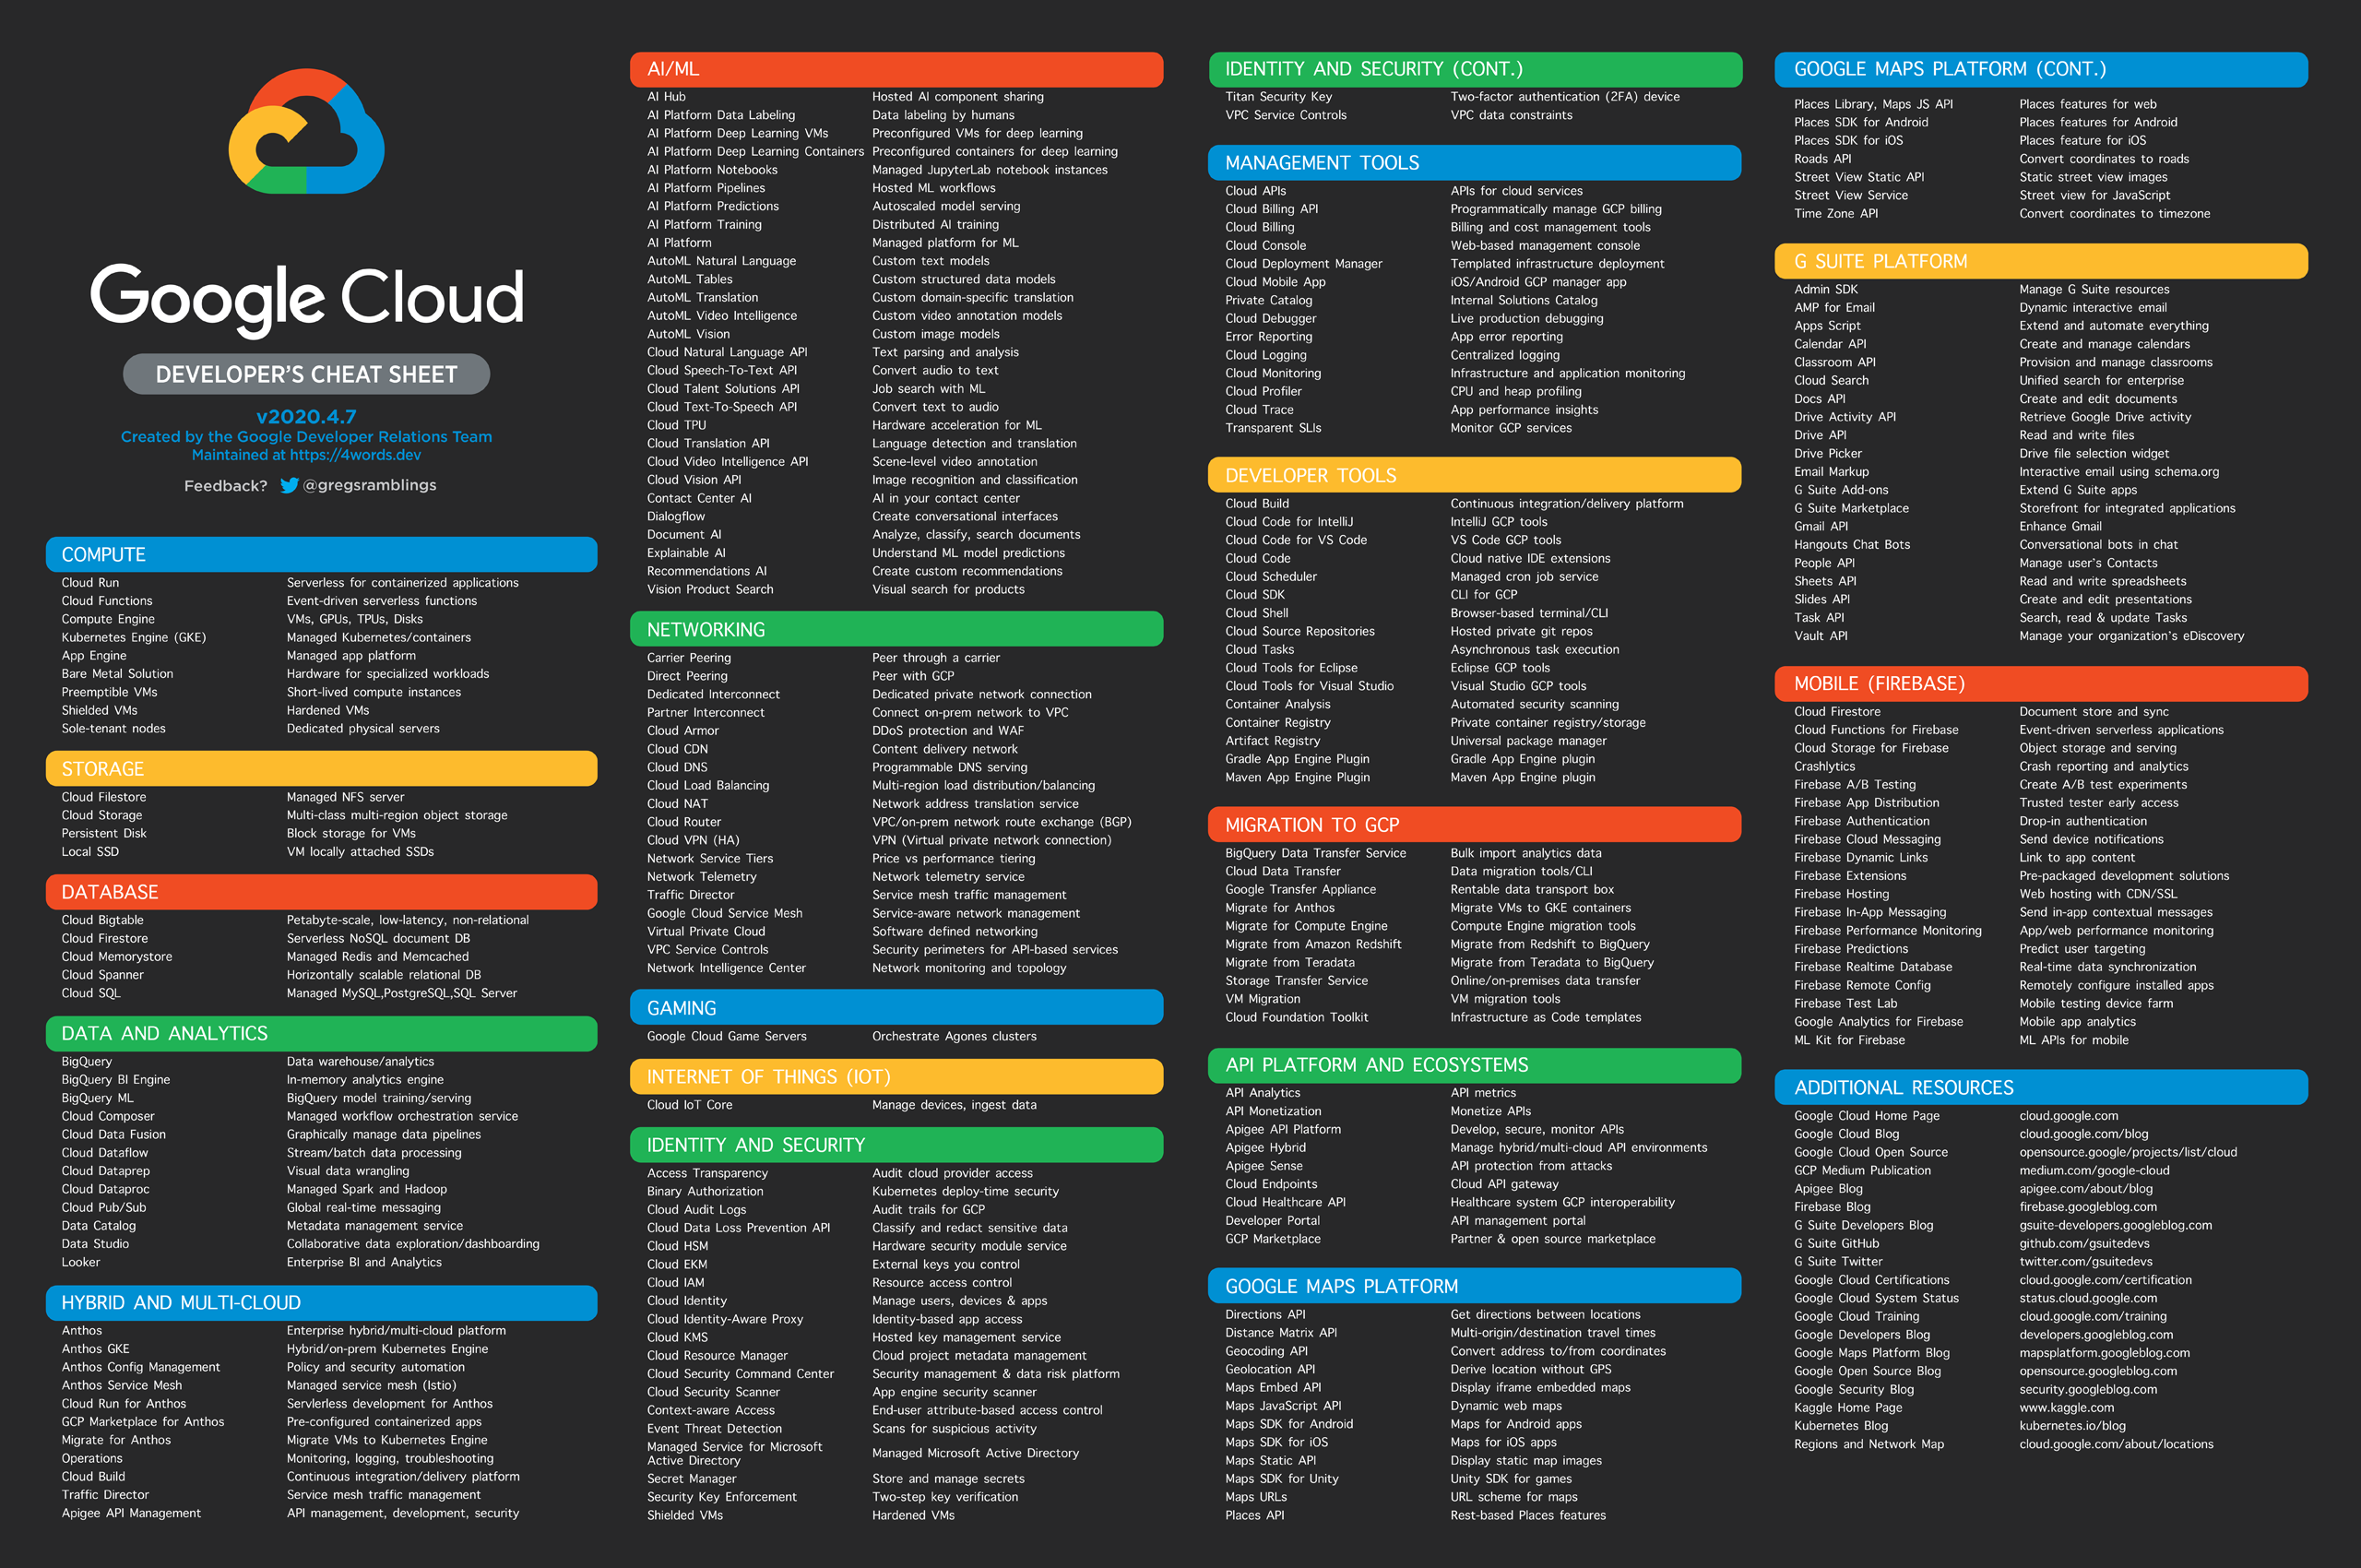 Google Cloud
DEVELOPER'S CHEAT SHEET
v2020.4.7
Created by the Google Developer Relations Team
Maintained at https://4words.dev
Feedback? @gregsramblings
COMPUTE
Cloud Run Serverless for containerized applications
Cloud Functions Event-driven serverless functions
Compute Engine VMs, GPUs, TPUs, Disks
Kubernetes Engine (GKE) Managed Kubernetes/containers
App Engine Managed app platform
Bare Metal Solution Hardware for specialized workloads
Preemptible VMs Short-lived compute instances
Shielded VMs Hardened VMs
Sole-tenant nodes Dedicated physical servers
STORAGE
Cloud Filestore Managed NFS server
Cloud Storage Multi-class multi-region object storage
Persistent Disk Block storage for VMs
Local SSD VM locally attached SSDs
DATABASE
Cloud Bigtable Petabyte-scale, low-latency, non-relational
Cloud Firestore Serverless NoSQL document DB
Cloud Memorystore Managed Redis and Memcached
Cloud Spanner Horizontally scalable relational DB
Cloud SQL Managed MySQL,PostgreSQL,SQL Server
DATA AND ANALYTICS
BigQuery Data warehouse/analytics
BigQuery BI Engine In-memory analytics engine
BigQuery ML BigQuery model training/serving
Cloud Composer Managed workflow orchestration service
Cloud Data Fusion Graphically manage data pipelines
Cloud Dataflow Stream/batch data processing
Cloud Dataprep Visual data wrangling
Cloud Dataproc Managed Spark and Hadoop
Cloud Pub/Sub Global real-time messaging
Data Catalog Metadata management service
Data Studio Collaborative data exploration/dashboarding
Looker Enterprise BI and Analytics
HYBRID AND MULTI-CLOUD
Anthos Enterprise hybrid/multi-cloud platform
Anthos GKE Hybrid/on-prem Kubernetes Engine
Anthos Config Management Policy and security automation
Anthos Service Mesh Managed service mesh (Istio)
Cloud Run for Anthos Servlerless development for Anthos
GCP Marketplace for Anthos Pre-configured containerized apps
Migrate for Anthos Migrate VMs to Kubernetes Engine
Operations Monitoring, logging, troubleshooting
Cloud Build Continuous integration/delivery platform
Traffic Director Service mesh traffic management
Apigee API Management API management, development, security
AI/ML
AI Hub Hosted AI component sharing
AI Platform Data Labeling Data labeling by humans
AI Platform Deep Learning VMs Preconfigured VMs for deep learning
AI Platform Deep Learning Containers Preconfigured containers for deep learning
AI Platform Notebooks Managed JupyterLab notebook instances
AI Platform Pipelines Hosted ML workflows
AI Platform Predictions Autoscaled model serving
AI Platform Training Distributed AI training
AI Platform Managed platform for ML
AutoML Natural Language Custom text models
AutoML Tables Custom structured data models
AutoML Translation Custom domain-specific translation
AutoML Video Intelligence Custom video annotation models
AutoML Vision Custom image models
Cloud Natural Language API Text parsing and analysis
Cloud Speech-To-Text API Convert audio to text
Cloud Talent Solutions API Job search with ML
Cloud Text-To-Speech API Convert text to audio
Cloud TPU Hardware acceleration for ML
Cloud Translation API Language detection and translation
Cloud Video Intelligence API Scene-level video annotation
Cloud Vision API Image recognition and classification
Contact Center AI AI in your contact center
Dialogflow Create conversational interfaces
Document AI Analyze, classify, search documents
Explainable AI Understand ML model predictions
Recommendations AI Create custom recommendations
Vision Product Search Visual search for products
NETWORKING
Carrier Peering Peer through a carrier
Direct Peering Peer with GCP
Dedicated Interconnect Dedicated private network connection
Partner Interconnect Connect on-prem network to VPC
Cloud Armor DDoS protection and WAF
Cloud CDN Content delivery network
Cloud DNS Programmable DNS serving
Cloud Load Balancing Multi-region load distribution/balancing
Cloud NAT Network address translation service
Cloud Router VPC/on-prem network route exchange (BGP)
Cloud VPN (HA) VPN (Virtual private network connection)
Network Service Tiers Price vs performance tiering
Network Telemetry Network telemetry service
Traffic Director Service mesh traffic management
Google Cloud Service Mesh Service-aware network management
Virtual Private Cloud Software defined networking
VPC Service Controls Security perimeters for API-based services
Network Intelligence Center Network monitoring and topology
GAMING
Google Cloud Game Servers Orchestrate Agones clusters
INTERNET OF THINGS (IOT)
Cloud IoT Core Manage devices, ingest data
IDENTITY AND SECURITY
Access Transparency Audit cloud provider access
Binary Authorization Kubernetes deploy-time security
Cloud Audit Logs Audit trails for GCP
Cloud Data Loss Prevention API Classify and redact sensitive data
Cloud HSM Hardware security module service
Cloud EKM External keys you control
Cloud IAM Resource access control
Cloud Identity Manage users, devices & apps
Cloud Identity-Aware Proxy Identity-based app access
Cloud KMS Hosted key management service
Cloud Resource Manager Cloud project metadata management
Cloud Security Command Center Security management & data risk platform
Cloud Security Scanner App engine security scanner
Context-aware Access End-user attribute-based access control
Event Threat Detection Scans for suspicious activity
Managed Service for Microsoft
Active Directory Managed Microsoft Active Directory
Secret Manager Store and manage secrets
Security Key Enforcement Two-step key verification
Shielded VMs Hardened VMs
IDENTITY AND SECURITY (CONT.)
Titan Security Key Two-factor authentication (2FA) device
VPC Service Controls VPC data constraints
MANAGEMENT TOOLS
Cloud APIs APIs for cloud services
Cloud Billing API Programmatically manage GCP billing
Cloud Billing Billing and cost management tools
Cloud Console Web-based management console
Cloud Deployment Manager Templated infrastructure deployment
Cloud Mobile App iOS/Android GCP manager app
Private Catalog Internal Solutions Catalog
Cloud Debugger Live production debugging
Error Reporting App error reporting
Cloud Logging Centralized logging
Cloud Monitoring Infrastructure and application monitoring
Cloud Profiler CPU and heap profiling
Cloud Trace App performance insights
Transparent SLIs Monitor GCP services
DEVELOPER TOOLS
Cloud Build Continuous integration/delivery platform
Cloud Code for IntelliJ IntelliJ GCP tools
Cloud Code for VS Code VS Code GCP tools
Cloud Code Cloud native IDE extensions
Cloud Scheduler Managed cron job service
Cloud SDK CLI for GCP
Cloud Shell Browser-based terminal/CLI
Cloud Source Repositories Hosted private git repos
Cloud Tasks Asynchronous task execution
Cloud Tools for Eclipse Eclipse GCP tools
Cloud Tools for Visual Studio Visual Studio GCP tools
Container Analysis Automated security scanning
Container Registry Private container registry/storage
Artifact Registry Universal package manager
Gradle App Engine Plugin Gradle App Engine plugin
Maven App Engine Plugin Maven App Engine plugin
MIGRATION TO GCP
BigQuery Data Transfer Service Bulk import analytics data
Cloud Data Transfer Data migration tools/CLI
Google Transfer Appliance Rentable data transport box
Migrate for Anthos Migrate VMs to GKE containers
Migrate for Compute Engine Compute Engine migration tools
Migrate from Amazon Redshift Migrate from Redshift to BigQuery
Migrate from Teradata Migrate from Teradata to BigQuery
Storage Transfer Service Online/on-premises data transfer
VM Migration VM migration tools
Cloud Foundation Toolkit Infrastructure as Code templates
API PLATFORM AND ECOSYSTEMS
API Analytics API metrics
API Monetization Monetize APIs
Apigee API Platform Develop, secure, monitor APIs
Apigee Hybrid Manage hybrid/multi-cloud API environments
Apigee Sense API protection from attacks
Cloud Endpoints Cloud API gateway
Cloud Healthcare API Healthcare system GCP interoperability
Developer Portal API management portal
GCP Marketplace Partner & open source marketplace
GOOGLE MAPS PLATFORM
Directions API Get directions between locations
Distance Matrix API Multi-origin/destination travel times
Geocoding API Convert address to/from coordinates
Geolocation API Derive location without GPS
Maps Embed API Display iframe embedded maps
Maps JavaScript API Dynamic web maps
Maps SDK for Android Maps for Android apps
Maps SDK for iOS Maps for iOS apps
Maps Static API Display static map images
Maps SDK for Unity Unity SDK for games
Maps URLs URL scheme for maps
Places API Rest-based Places features
GOOGLE MAPS PLATFORM (CONT.)
Places Library, Maps JS API Places features for web
Places SDK for Android Places features for Android
Places SDK for iOS Places feature for iOS
Roads API Convert coordinates to roads
Street View Static API Static street view images
Street View Service Street view for JavaScript
Time Zone API Convert coordinates to timezone
G SUITE PLATFORM
Admin SDK Manage G Suite resources
AMP for Email Dynamic interactive email
Apps Script Extend and automate everything
Calendar API Create and manage calendars
Classroom API Provision and manage classrooms
Cloud Search Unified search for enterprise
Docs API Create and edit documents
Drive Activity API Retrieve Google Drive activity
Drive API Read and write files
Drive Picker Drive file selection widget
Email Markup Interactive email using schema.org
G Suite Add-ons Extend G Suite apps
G Suite Marketplace Storefront for integrated applications
Gmail API Enhance Gmail
Hangouts Chat Bots Conversational bots in chat
People API Manage user's Contacts
Sheets API Read and write spreadsheets
Slides API Create and edit presentations
Task API Search, read & update Tasks
Vault API Manage your organization's eDiscovery
MOBILE (FIREBASE)
Cloud Firestore Document store and sync
Cloud Functions for Firebase Event-driven serverless applications
Cloud Storage for Firebase Object storage and serving
Crashlytics Crash reporting and analytics
Firebase A/B Testing Create A/B test experiments
Firebase App Distribution Trusted tester early access
Firebase Authentication Drop-in authentication
Firebase Cloud Messaging Send device notifications
Firebase Dynamic Links Link to app content
Firebase Extensions Pre-packaged development solutions
Firebase Hosting Web hosting with CDN/SSL
Firebase In-App Messaging Send in-app contextual messages
Firebase Performance Monitoring App/web performance monitoring
Firebase Predictions Predict user targeting
Firebase Realtime Database Real-time data synchronization
Firebase Remote Config Remotely configure installed apps
Firebase Test Lab Mobile testing device farm
Google Analytics for Firebase Mobile app analytics
ML Kit for Firebase ML APIs for mobile
ADDITIONAL RESOURCES
Google Cloud Home Page cloud.google.com
Google Cloud Blog cloud.google.com/blog
Google Cloud Open Source opensource.google/projects/list/cloud
GCP Medium Publication medium.com/google-cloud
Apigee Blog apigee.com/about/blog
Firebase Blog firebase.googleblog.com
G Suite Developers Blog gsuite-developers.googleblog.com
G Suite GitHub github.com/gsuitedevs
G Suite Twitter twitter.com/gsuitedevs
Google Cloud Certifications cloud.google.com/certification
Google Cloud System Status status.cloud.google.com
Google Cloud Training cloud.google.com/training
Google Developers Blog developers.googleblog.com
Google Maps Platform Blog mapsplatform.googleblog.com
Google Open Source Blog opensource.googleblog.com
Google Security Blog security.googleblog.com
Kaggle Home Page www.kaggle.com
Kubernetes Blog kubernetes.io/blog
Regions and Network Map cloud.google.com/about/locations